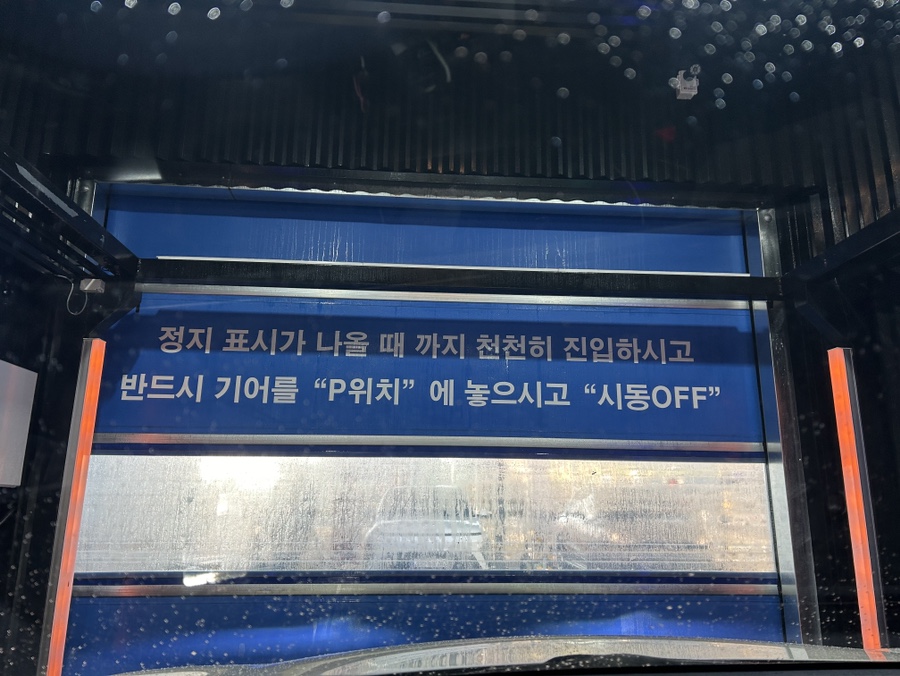 정지 표시가 나올 때 까지 천천히 진입하시고
반드시 기어를 “P위치” 에 놓으시고 “시동OFF”